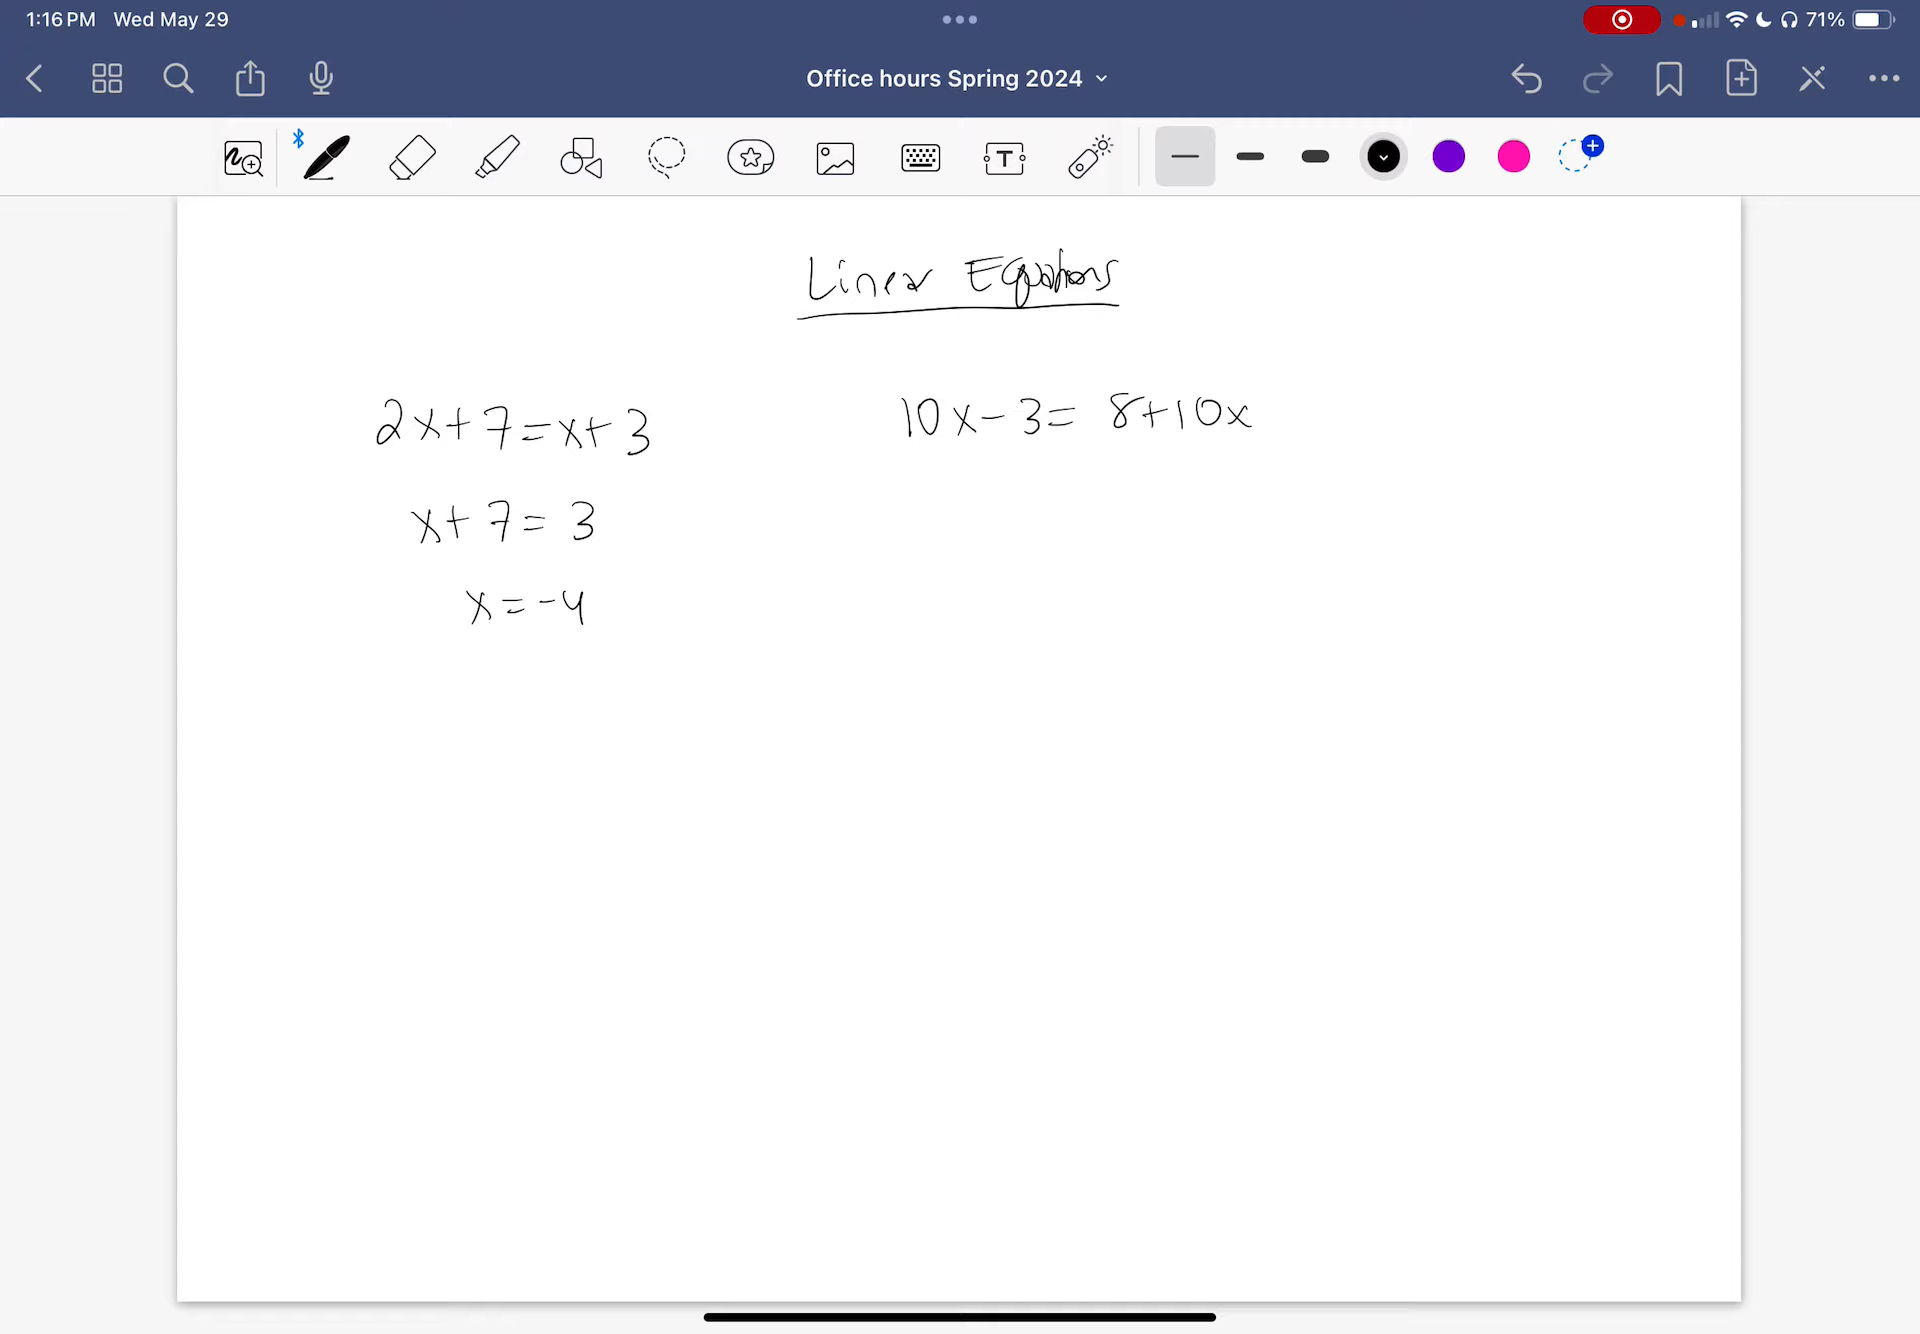 1:16 PM Wed May 29
71%
Office hours Spring 2024
T
Linear Equations
2x+7=x+3
x+7=3
x=-4
10x-3=8+10x